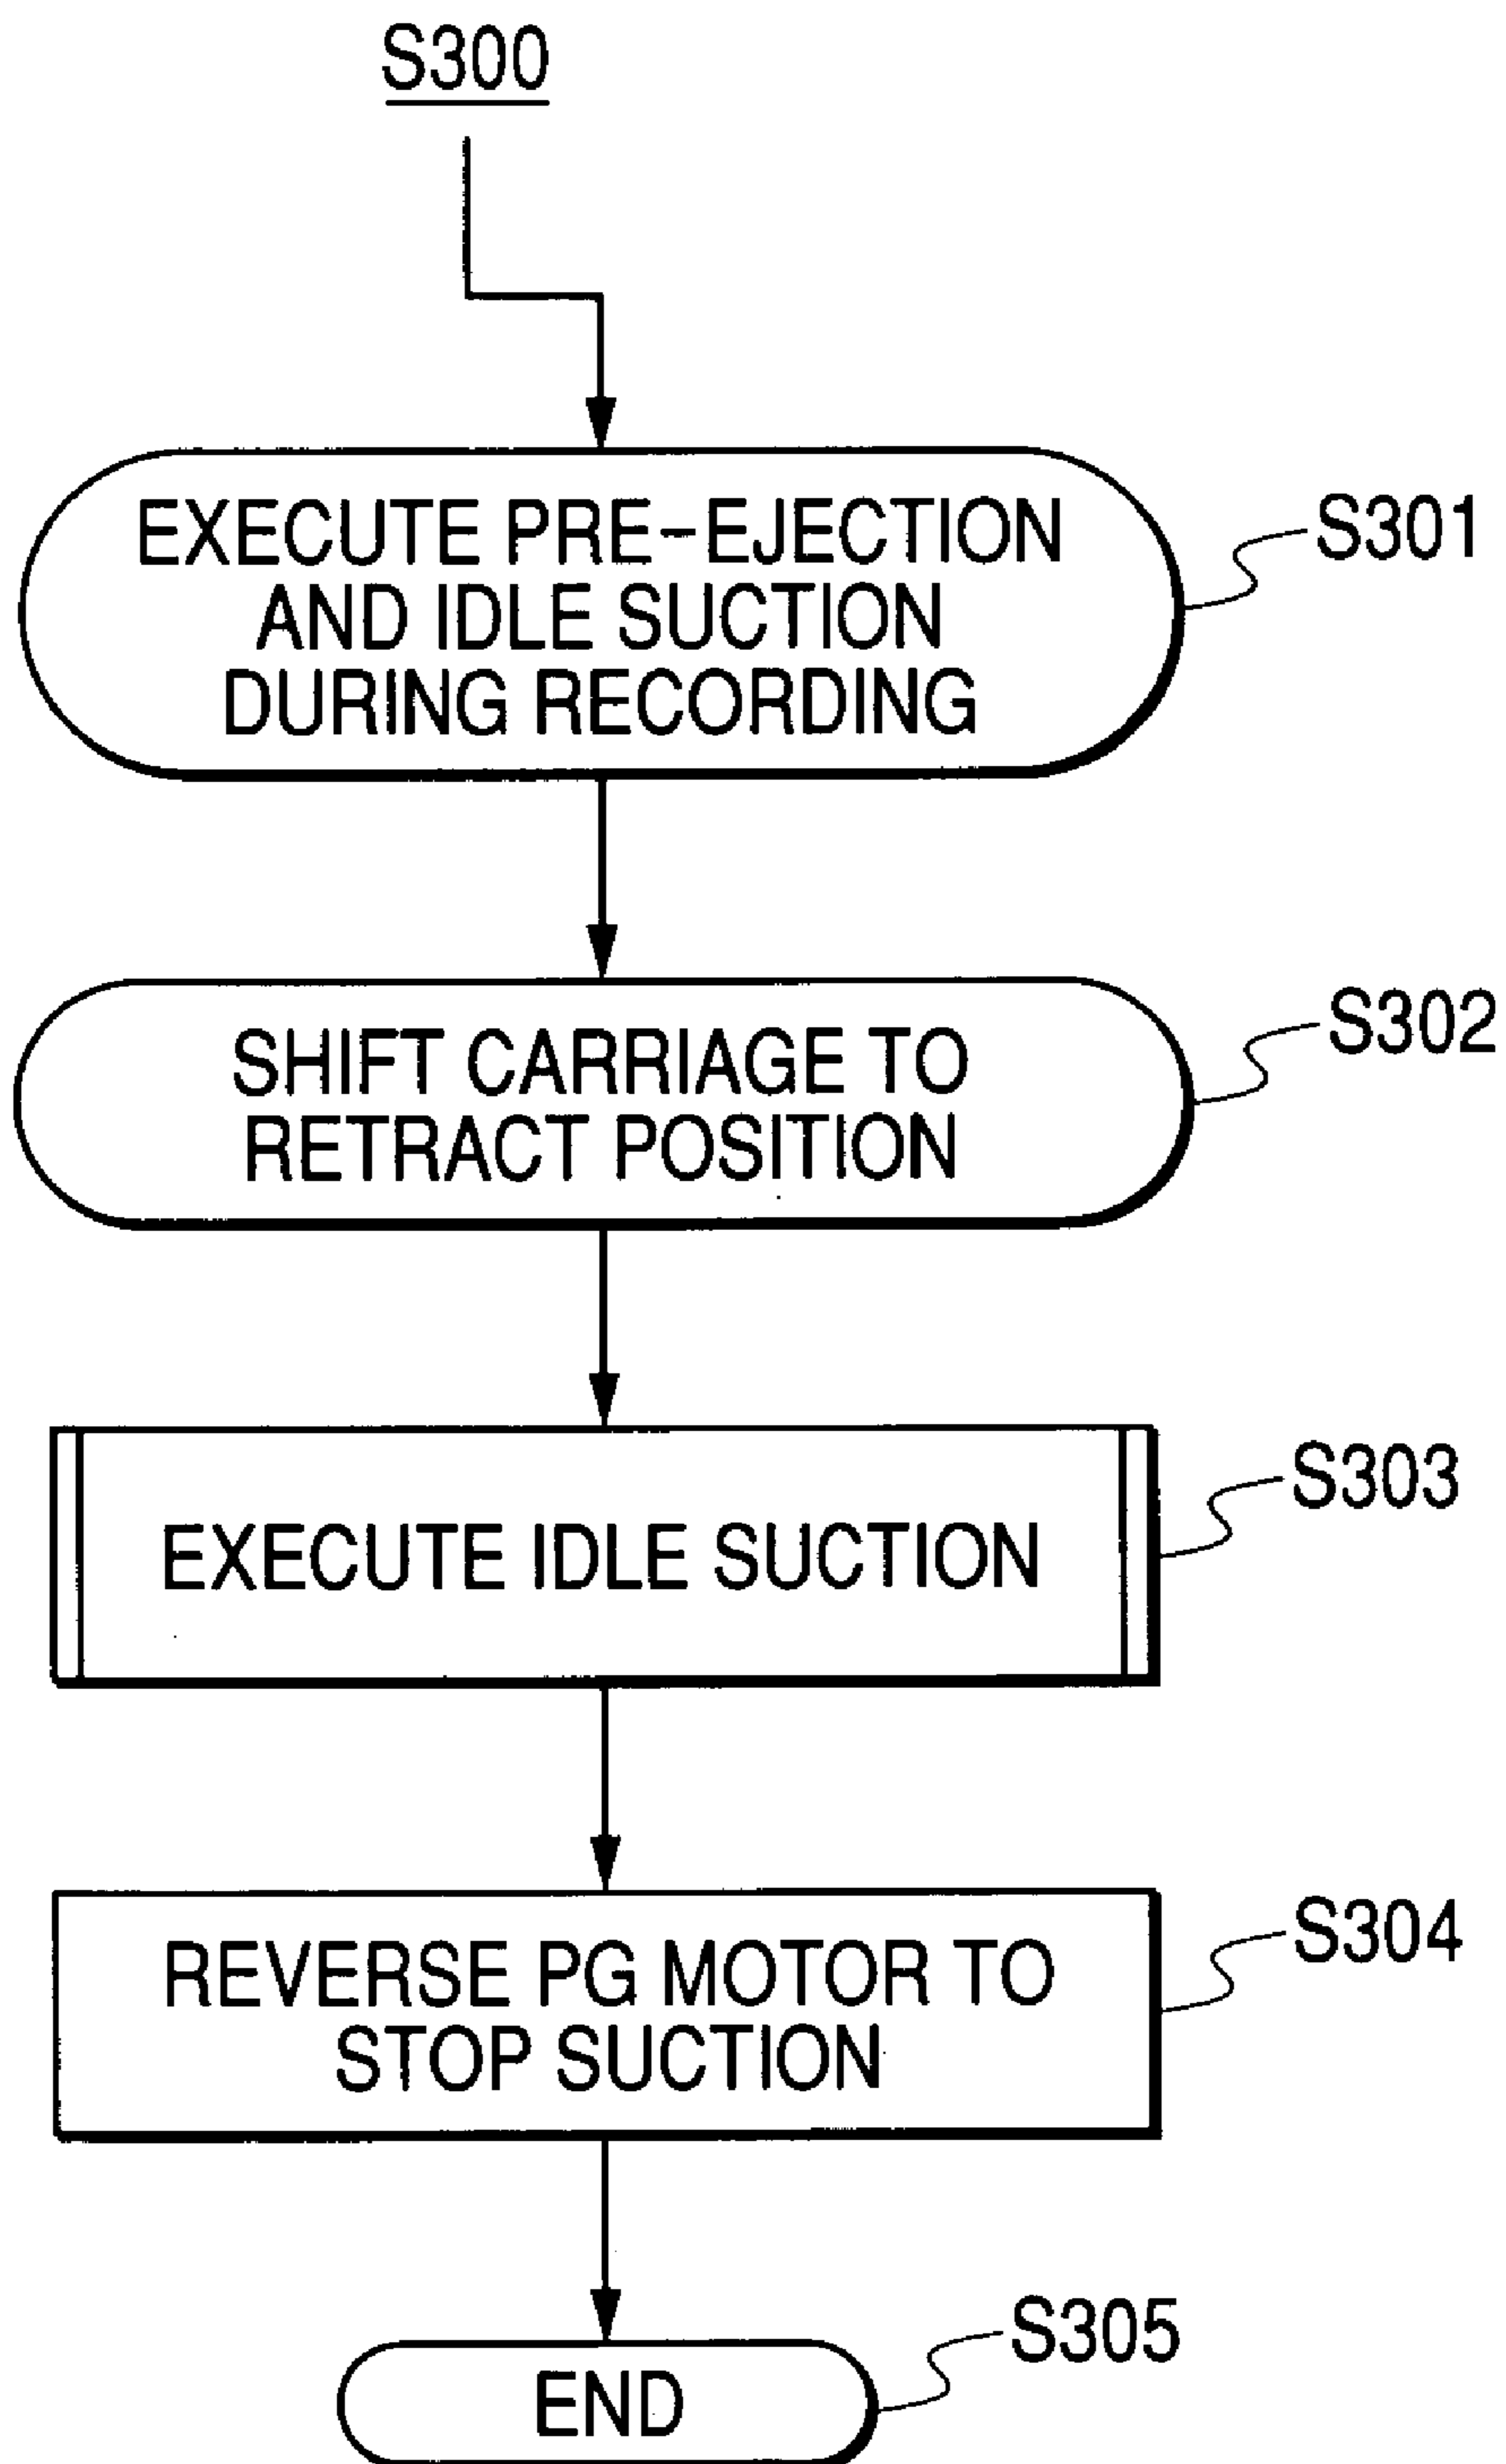 S300
EXECUTE PRE-EJECTION
AND IDLE SUCTION
DURING RECORDING
S301
SHIFT CARRIAGE TO
RETRACT POSITION
S302
EXECUTE IDLE SUCTION
S303
REVERSE PG MOTOR TO
STOP SUCTION
S304
END
S305